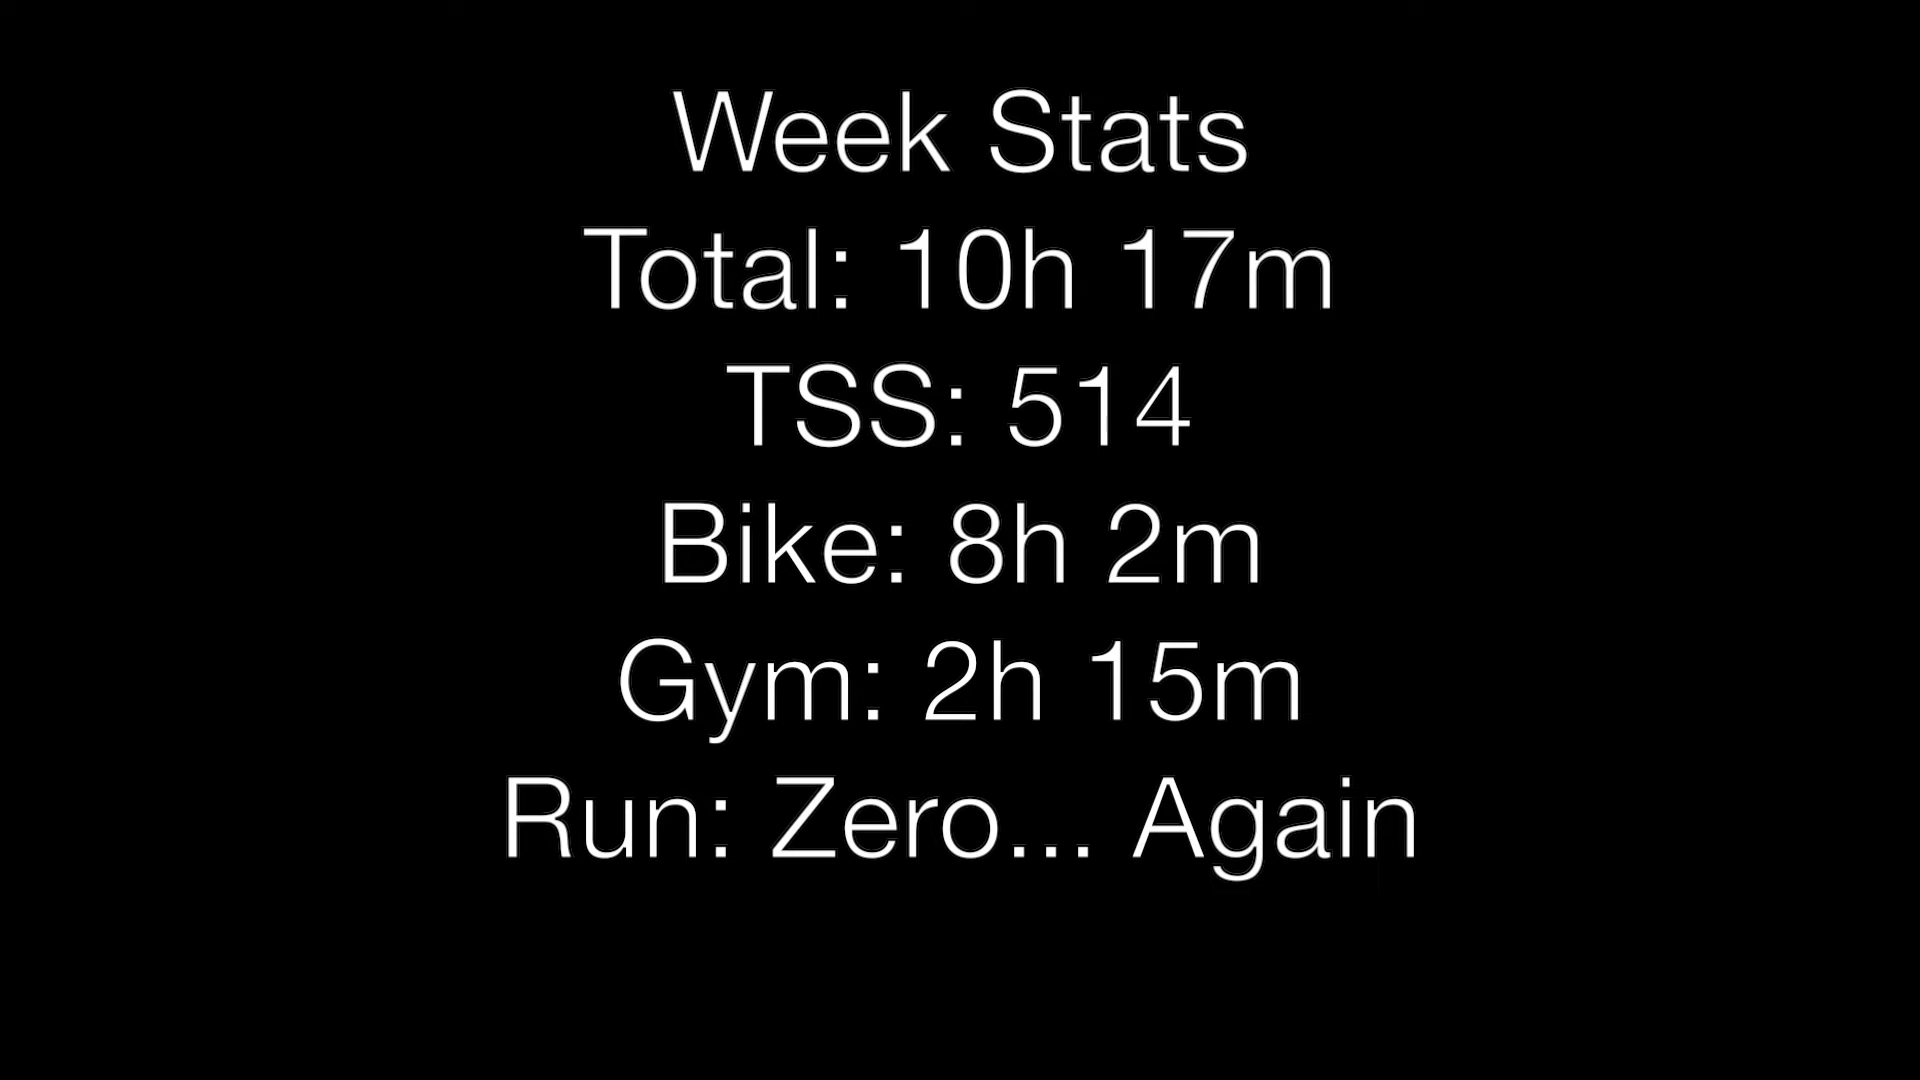 Week Stats
Total: 10h 17m
TSS: 514
Bike: 8h 2m
Gym: 2h 15m
Run: Zero... Again